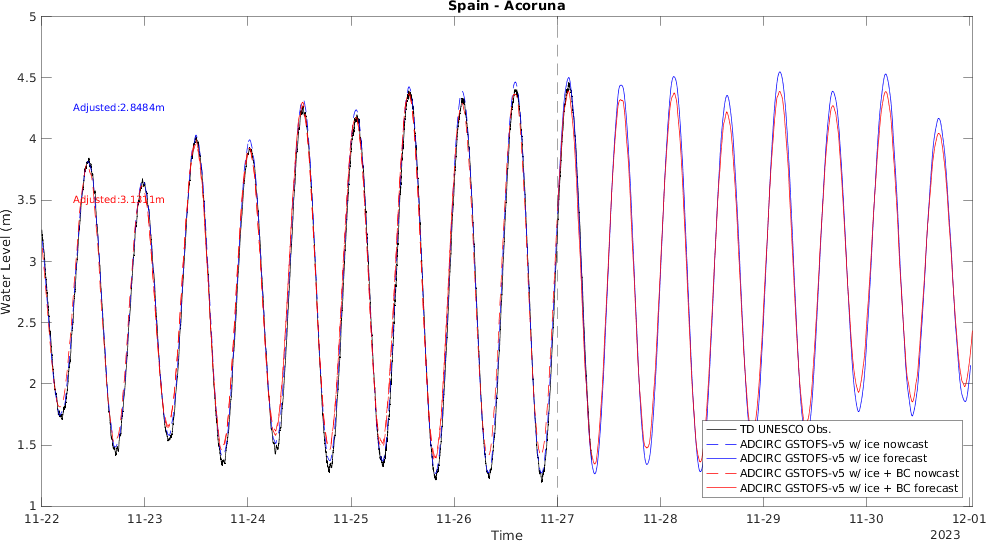 Spain - Acoruna
5
4.5
4
3.5
3
2.5
2
1.5
1
Water Level (m)
Adjusted:2.8484m
Adjusted:3.1311m
TD UNESCO Obs.
ADCIRC GSTOFS-v5 w/ ice nowcast
ADCIRC GSTOFS-v5 w/ ice forecast
ADCIRC GSTOFS-v5 w/ ice + BC nowcast
ADCIRC GSTOFS-v5 w/ ice + BC forecast
11-22 11-23 11-24 11-25 11-26 11-27 11-28 11-29 11-30 12-01
Time
2023